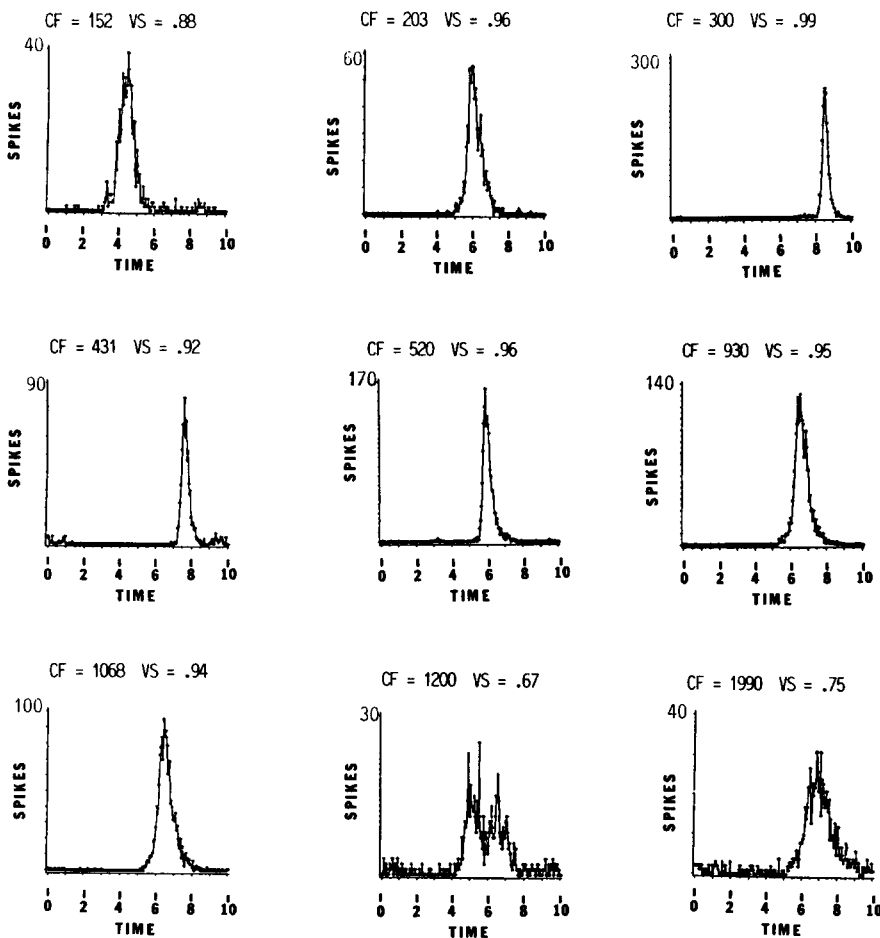 CF = 152 VS = .88
40
SPIKES
0 2 4 6 8 10
TIME
CF = 203 VS = .96
60
SPIKES
0 2 4 6 8 10
TIME
CF = 300 VS = .99
300
SPIKES
0 2 4 6 8 10
TIME
CF = 431 VS = .92
90
SPIKES
0 2 4 6 8 10
TIME
CF = 520 VS = .96
170
SPIKES
0 2 4 6 8 10
TIME
CF = 930 VS = .95
140
SPIKES
0 2 4 6 8 10
TIME
CF = 1068 VS = .94
100
SPIKES
0 2 4 6 8 10
TIME
CF = 1200 VS = .67
30
SPIKES
0 2 4 6 8 10
TIME
CF = 1990 VS = .75
40
SPIKES
0 2 4 6 8 10
TIME